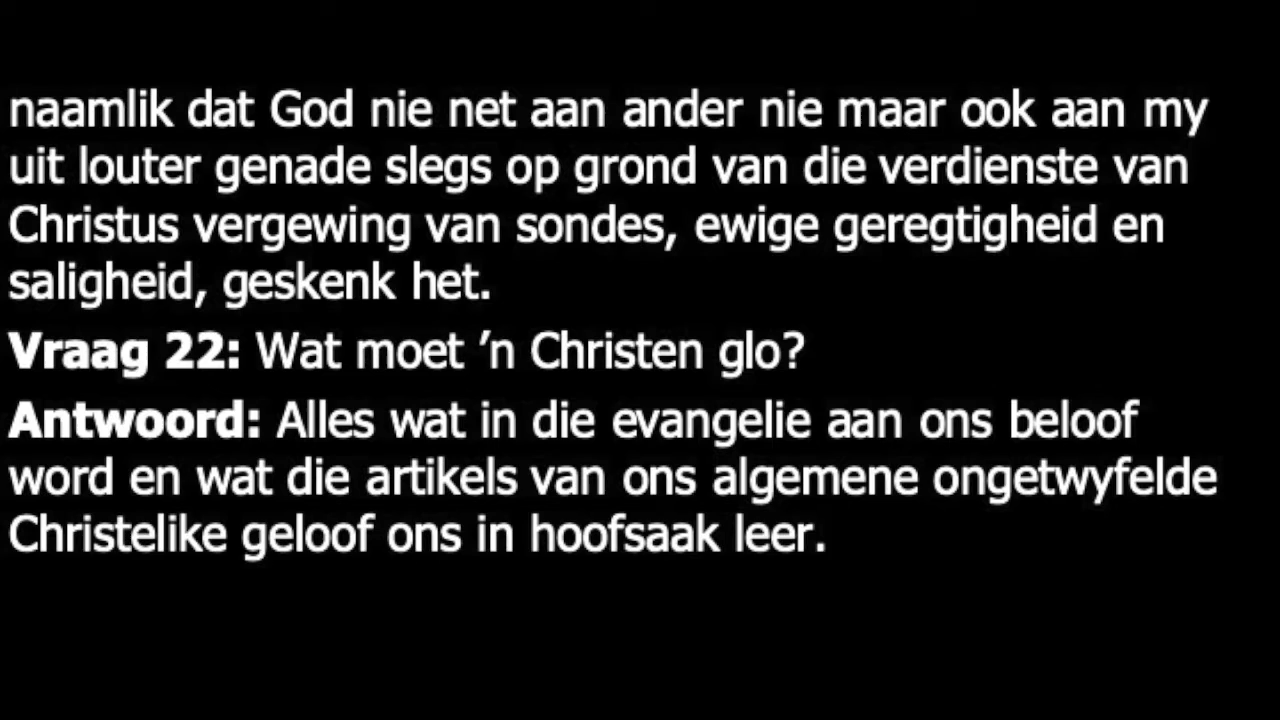 naamlik dat God nie net aan ander nie maar ook aan my
uit louter genade slegs op grond van die verdienste van
Christus vergewing van sondes, ewige geregtigheid en
saligheid, geskenk het.
Vraag 22: Wat moet ’n Christen glo?
Antwoord: Alles wat in die evangelie aan ons beloof
word en wat die artikels van ons algemene ongetwyfelde
Christelike geloof ons in hoofsaak leer.